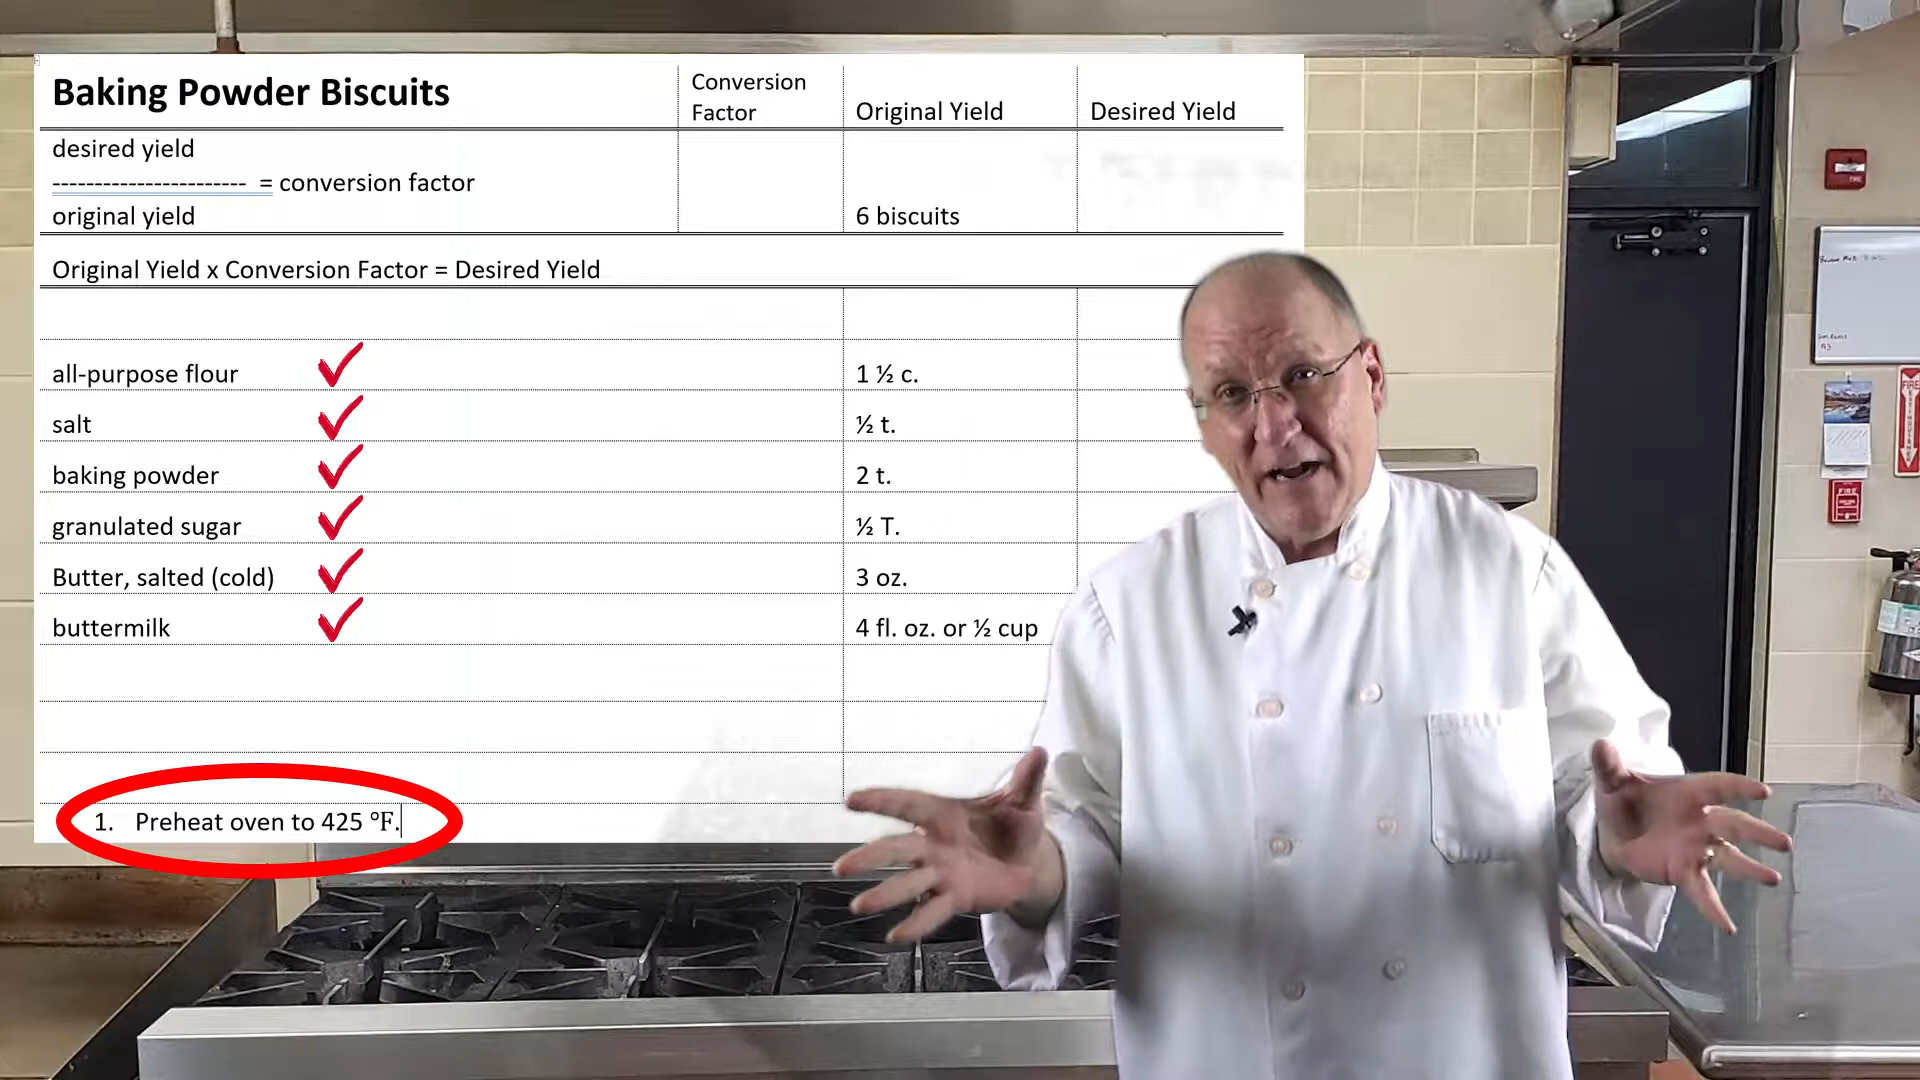 Baking Powder Biscuits
Conversion
Factor
Original Yield
Desired Yield
desired yield
----------------------- = conversion factor
original yield
6 biscuits
Original Yield x Conversion Factor = Desired Yield
all-purpose flour
1 ½ c.
salt
½ t.
baking powder
2 t.
granulated sugar
½ T.
Butter, salted (cold)
3 oz.
buttermilk
4 fl. oz. or ½ cup
1. Preheat oven to 425 °F.
FIRE
FIRE